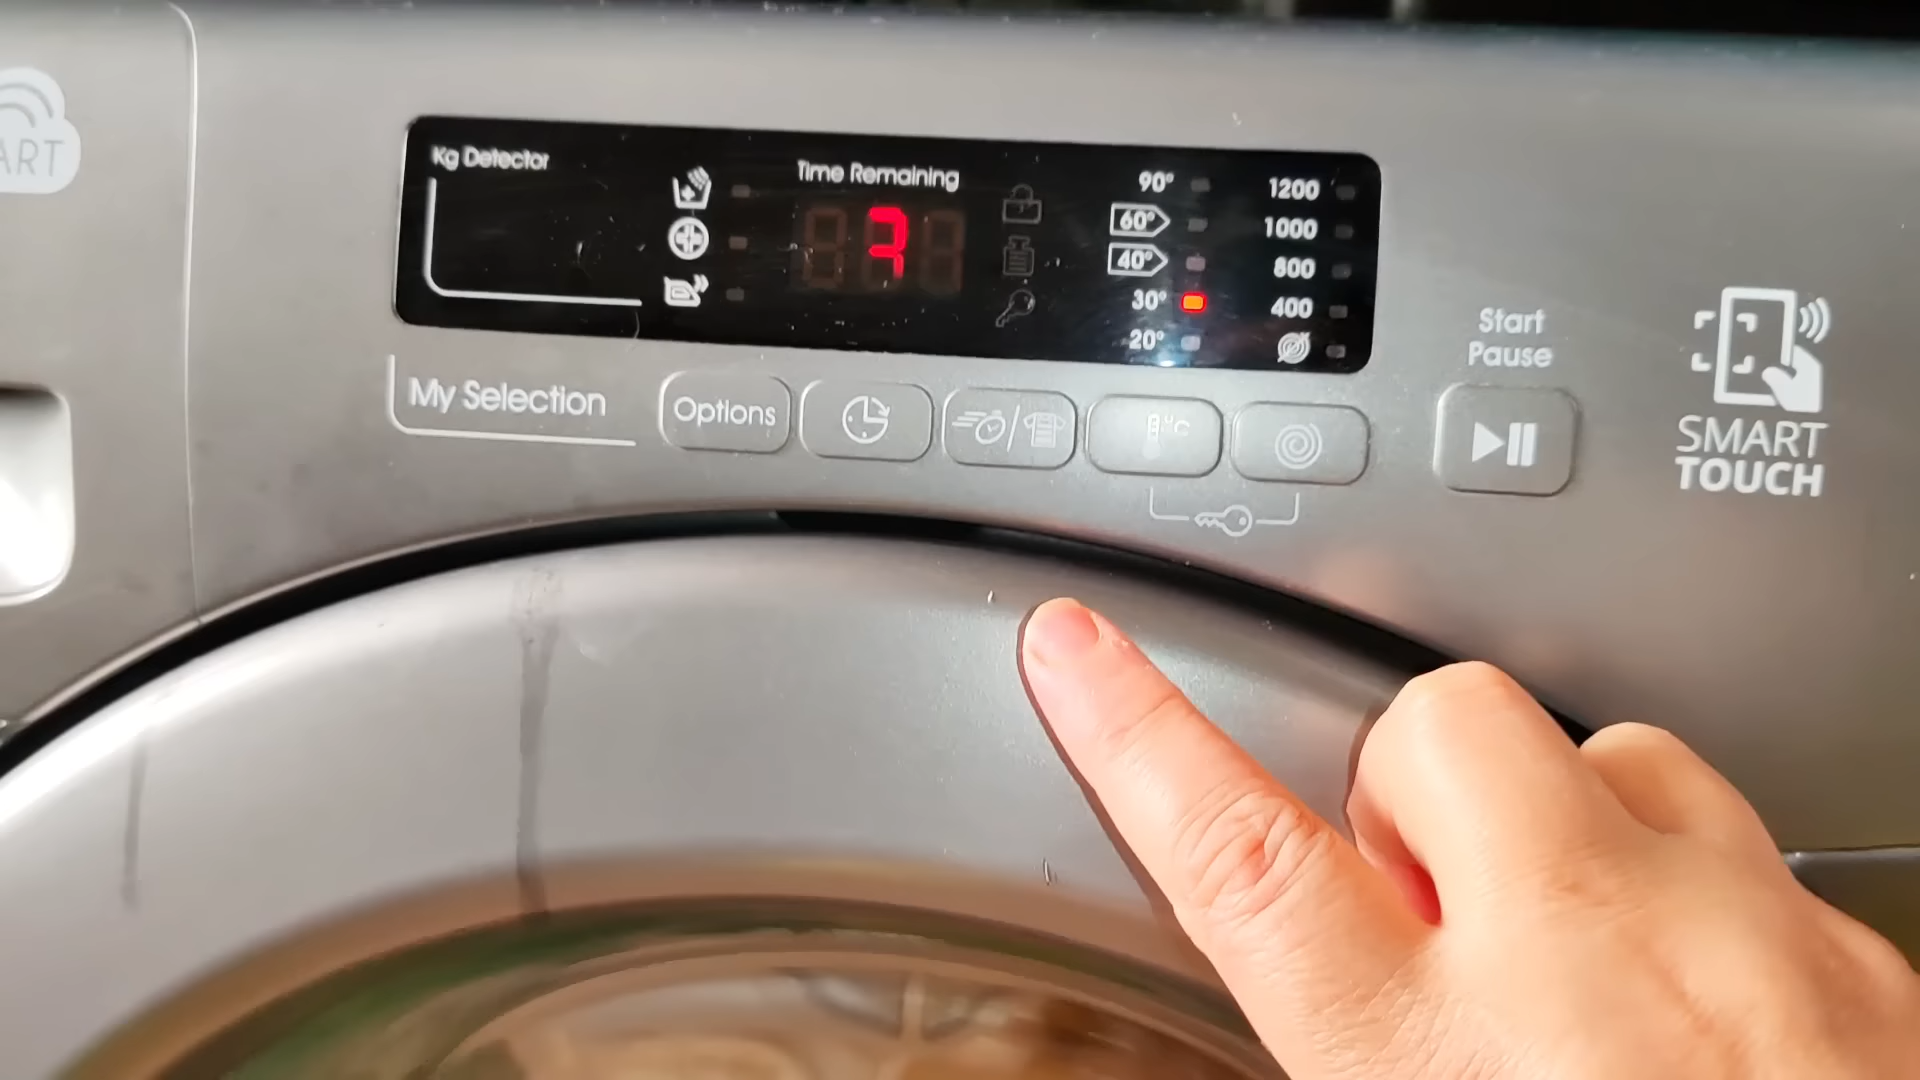 ART
Kg Detector
Time Remaining
90°
60°
40°
30°
20°
1200
1000
800
400
My Selection
Options
°C
Start
Pause
SMART
TOUCH